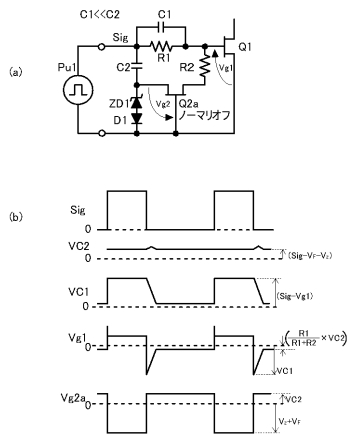 (a)
C1<<C2
Sig
C1
R1
Q1
C2
R2
Vg1
Pu1
ZD1
Vg2
Q2a
D1
ノーマリオフ
(b)
Sig
0
VC2
0
(Sig-VF-Vz)
VC1
0
(Sig-Vg1)
Vg1
0
(R1/R1+R2 × VC2)
VC1
Vg2a
0
VC2
Vz+VF